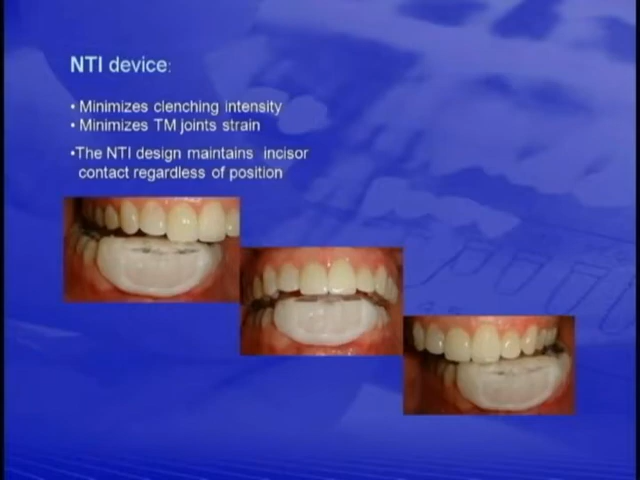 NTI device:
• Minimizes clenching intensity
• Minimizes TM joints strain
•The NTI design maintains incisor
contact regardless of position